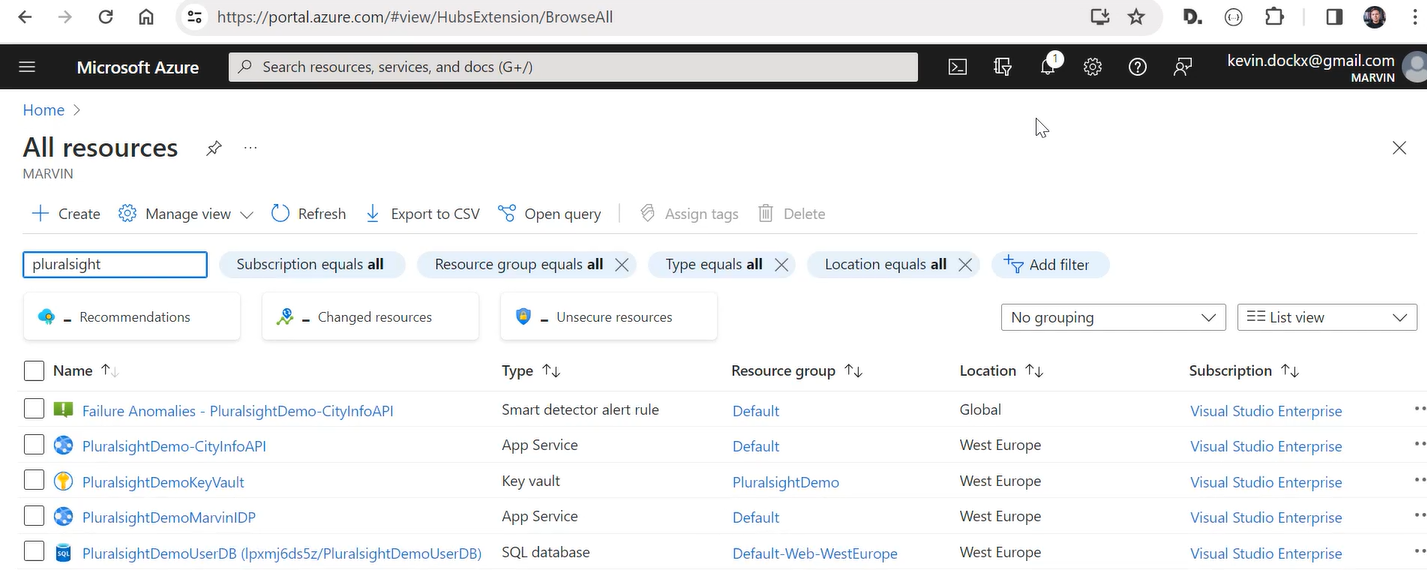 https://portal.azure.com/#view/HubsExtension/BrowseAll
Microsoft Azure
Search resources, services, and docs (G+/)
1
kevin.dockx@gmail.com
MARVIN
Home
All resources
MARVIN
Create
Manage view
Refresh
Export to CSV
Open query
Assign tags
Delete
pluralsight
Subscription equals all
Resource group equals all
Type equals all
Location equals all
Add filter
Recommendations
Changed resources
Unsecure resources
No grouping
List view
Name Type Resource group Location Subscription
Failure Anomalies - PluralsightDemo-CityInfoAPI Smart detector alert rule Default Global Visual Studio Enterprise
PluralsightDemo-CityInfoAPI App Service Default West Europe Visual Studio Enterprise
PluralsightDemoKeyVault Key vault PluralsightDemo West Europe Visual Studio Enterprise
PluralsightDemoMarvinIDP App Service Default West Europe Visual Studio Enterprise
SQL PluralsightDemoUserDB (lpxmj6ds5z/PluralsightDemoUserDB) SQL database Default-Web-WestEurope West Europe Visual Studio Enterprise